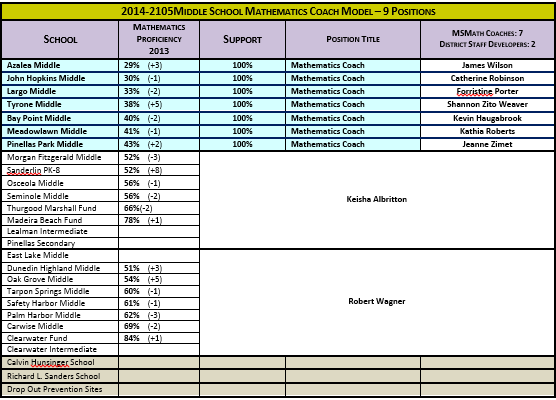 2014-2105MIDDLE SCHOOL MATHEMATICS COACH MODEL – 9 POSITIONS
SCHOOL MATHEMATICS PROFICIENCY 2013 SUPPORT POSITION TITLE MSMATH COACHES: 7 DISTRICT STAFF DEVELOPERS: 2
Azalea Middle 29% (+3) 100% Mathematics Coach James Wilson
John Hopkins Middle 30% (-1) 100% Mathematics Coach Catherine Robinson
Largo Middle 33% (-2) 100% Mathematics Coach Forristine Porter
Tyrone Middle 38% (+5) 100% Mathematics Coach Shannon Zito Weaver
Bay Point Middle 40% (-2) 100% Mathematics Coach Kevin Haugabrook
Meadowlawn Middle 41% (-1) 100% Mathematics Coach Kathia Roberts
Pinellas Park Middle 43% (+2) 100% Mathematics Coach Jeanne Zimet
Morgan Fitzgerald Middle 52% (-3)
Sanderlin PK-8 52% (+8)
Osceola Middle 56% (-1)
Seminole Middle 56% (-2)
Keisha Albritton
Thurgood Marshall Fund 66%(-2)
Madeira Beach Fund 78% (+1)
Lealman Intermediate
Pinellas Secondary
East Lake Middle
Dunedin Highland Middle 51% (+3)
Oak Grove Middle 54% (+5)
Tarpon Springs Middle 60% (-1)
Safety Harbor Middle 61% (-1)
Robert Wagner
Palm Harbor Middle 62% (-3)
Carwise Middle 69% (-2)
Clearwater Fund 84% (+1)
Clearwater Intermediate
Calvin Hunsinger School
Richard L. Sanders School
Drop Out Prevention Sites